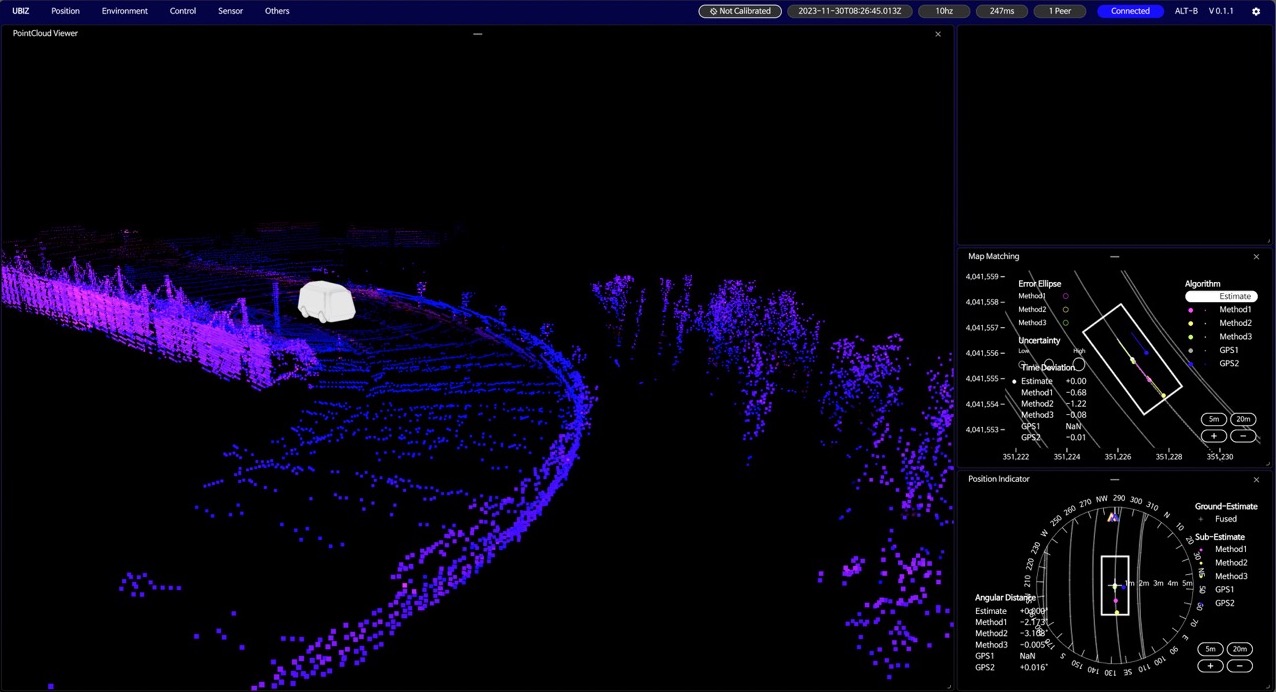 UBIZ Position Environment Control Sensor Others Not Calibrated 2023-11-30T08:26:45.013Z 10hz 247ms 1 Peer Connected ALT-B V 0.1.1
PointCloud Viewer
Map Matching
4,041,559
4,041,558
4,041,557
4,041,556
4,041,555
4,041,554
4,041,553
351,222 351,224 351,226 351,228 351,230
Error Ellipse
Method1
Method2
Method3
Uncertainty
Low High
Time Deviation
Estimate +0.00
Method1 -0.68
Method2 -1.22
Method3 -0.08
GPS1 NaN
GPS2 -0.01
Algorithm
Estimate
Method1
Method2
Method3
GPS1
GPS2
5m 20m
+ -
Position Indicator
NW 290 300 310 N 10 20 30 NE 50 70 E 90 100 110 SE 130 140 150 S 170 210 220 230 W 250 260 270
1m 2m 3m 4m 5m
Ground-Estimate
Fused
Sub-Estimate
Method1
Method2
Method3
GPS1
GPS2
Angular Distance
Estimate +0.000°
Method1 -2.173°
Method2 -3.108°
Method3 -0.005°
GPS1 NaN
GPS2 +0.016°
5m 20m
+ -